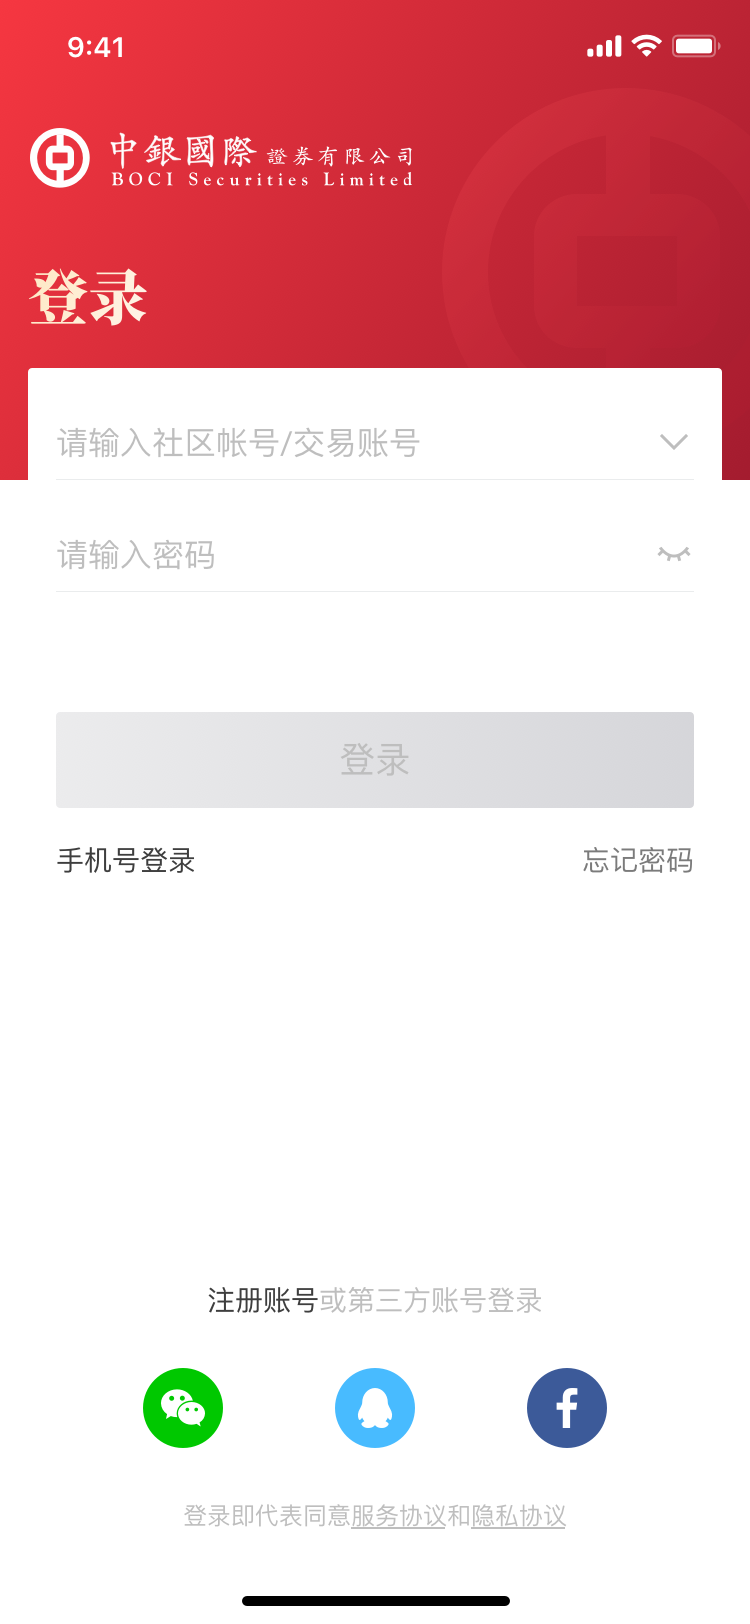 9:41
中銀國際 證券有限公司
BOCI Securities Limited
登录
请输入社区帐号/交易账号
请输入密码
登录
手机号登录 忘记密码
注册账号或第三方账号登录
登录即代表同意服务协议和隐私协议